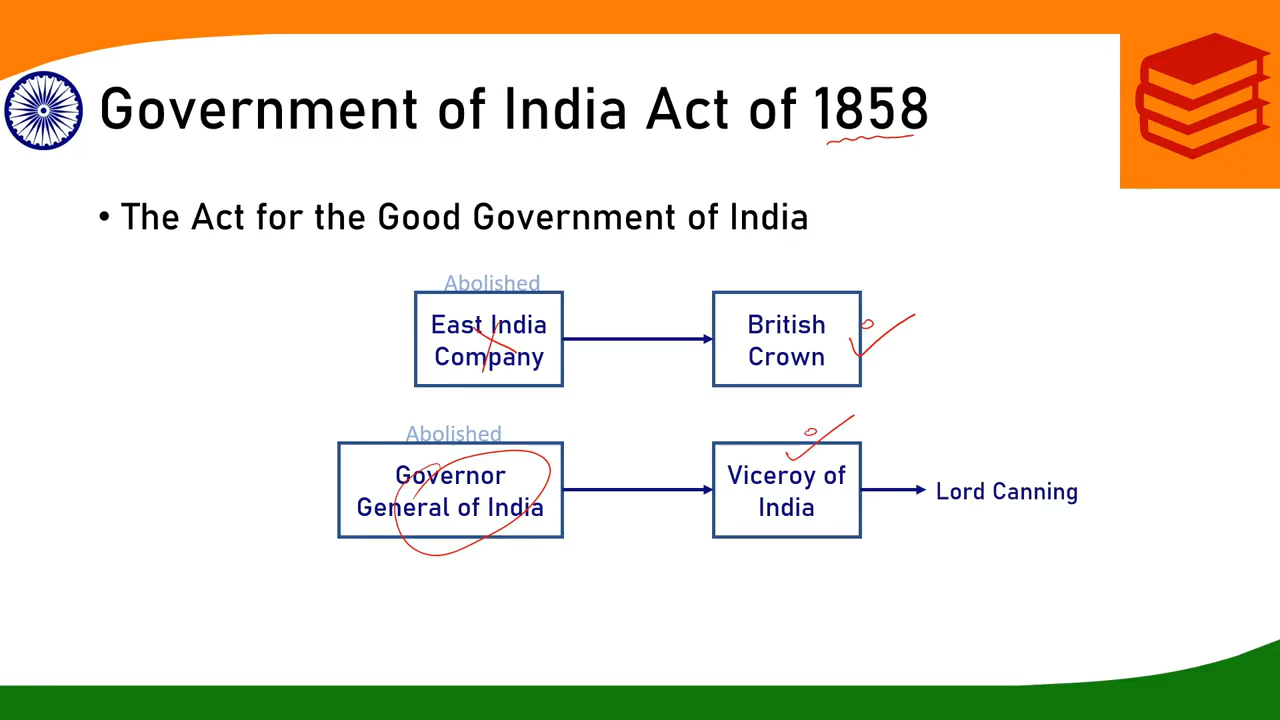 Government of India Act of 1858
• The Act for the Good Government of India
Abolished
East India
Company
British
Crown
Abolished
Governor
General of India
Viceroy of
India
Lord Canning